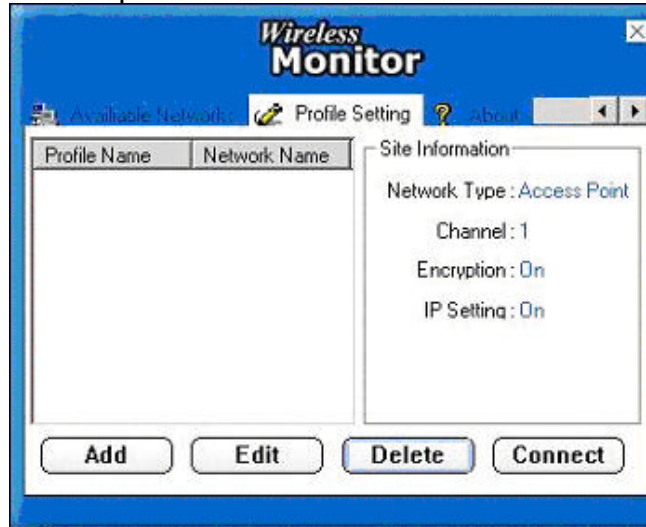 Wireless
Monitor
Available Network: Profile Setting About
Profile Name Network Name
Site Information
Network Type : Access Point
Channel : 1
Encryption : On
IP Setting : On
Add Edit Delete Connect